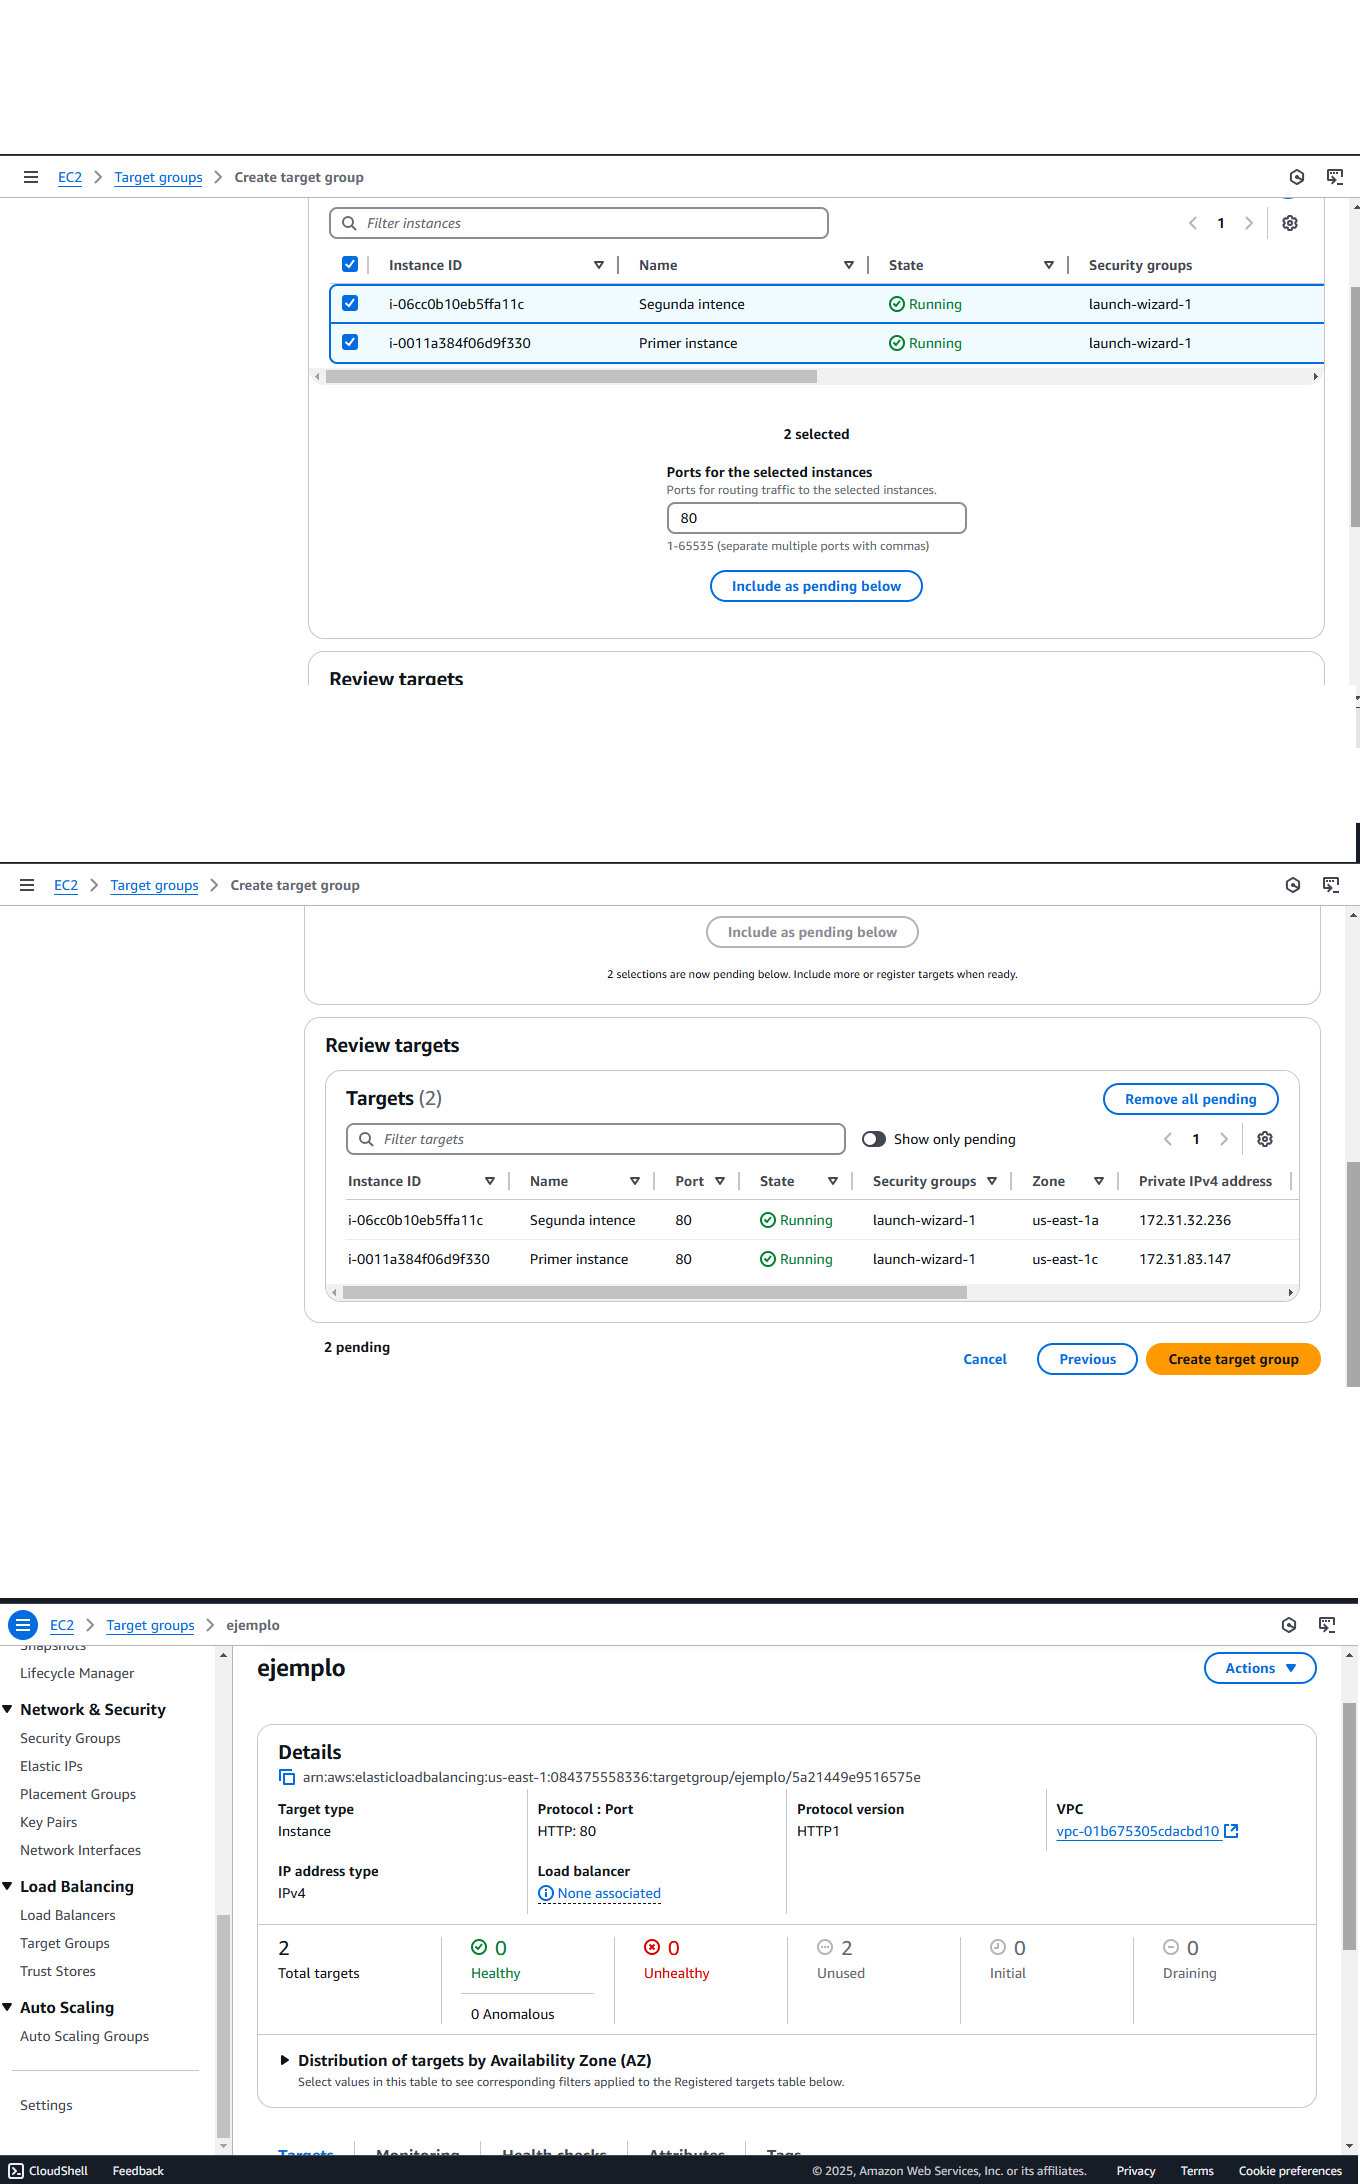 EC2 > Target groups > Create target group
Filter instances
1
Instance ID Name State Security groups
i-06cc0b10eb5ffa11c Segunda intence Running launch-wizard-1
i-0011a384f06d9f330 Primer instance Running launch-wizard-1
2 selected
Ports for the selected instances
Ports for routing traffic to the selected instances.
80
1-65535 (separate multiple ports with commas)
Include as pending below
Review targets
EC2 > Target groups > Create target group
Include as pending below
2 selections are now pending below. Include more or register targets when ready.
Review targets
Targets (2)
Remove all pending
Filter targets
Show only pending
1
Instance ID Name Port State Security groups Zone Private IPv4 address
i-06cc0b10eb5ffa11c Segunda intence 80 Running launch-wizard-1 us-east-1a 172.31.32.236
i-0011a384f06d9f330 Primer instance 80 Running launch-wizard-1 us-east-1c 172.31.83.147
2 pending
Cancel Previous Create target group
EC2 > Target groups > ejemplo
Snapshots
Lifecycle Manager
Network & Security
Security Groups
Elastic IPs
Placement Groups
Key Pairs
Network Interfaces
Load Balancing
Load Balancers
Target Groups
Trust Stores
Auto Scaling
Auto Scaling Groups
Settings
ejemplo
Actions
Details
arn:aws:elasticloadbalancing:us-east-1:084375558336:targetgroup/ejemplo/5a21449e9516575e
Target type
Instance
Protocol : Port
HTTP: 80
Protocol version
HTTP1
VPC
vpc-01b675305cdacbd10
IP address type
IPv4
Load balancer
None associated
2
Total targets
0
Healthy
0 Anomalous
0
Unhealthy
2
Unused
0
Initial
0
Draining
Distribution of targets by Availability Zone (AZ)
Select values in this table to see corresponding filters applied to the Registered targets table below.
Targets Monitoring Health checks Attributes Tags
CloudShell Feedback © 2025, Amazon Web Services, Inc. or its affiliates. Privacy Terms Cookie preferences